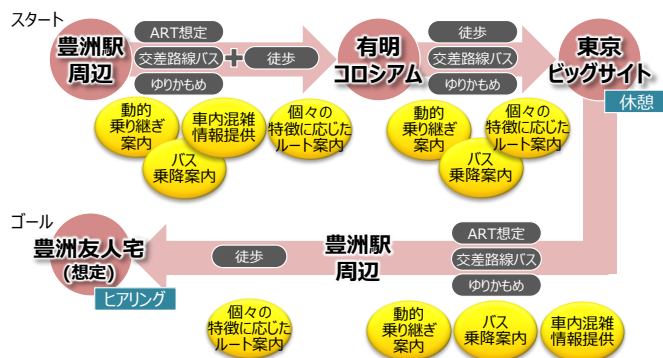 スタート
豊洲駅
周辺
ART想定
交差路線バス
ゆりかもめ
+
徒歩
有明
コロシアム
徒歩
交差路線バス
ゆりかもめ
東京
ビッグサイト
休憩
動的
乗り継ぎ
案内
バス
乗降案内
車内混雑
情報提供
個々の
特徴に応じた
ルート案内
動的
乗り継ぎ
案内
バス
乗降案内
個々の
特徴に応じた
ルート案内
ゴール
豊洲友人宅
(想定)
ヒアリング
徒歩
豊洲駅
周辺
ART想定
交差路線バス
ゆりかもめ
個々の
特徴に応じた
ルート案内
動的
乗り継ぎ
案内
バス
乗降案内
車内混雑
情報提供